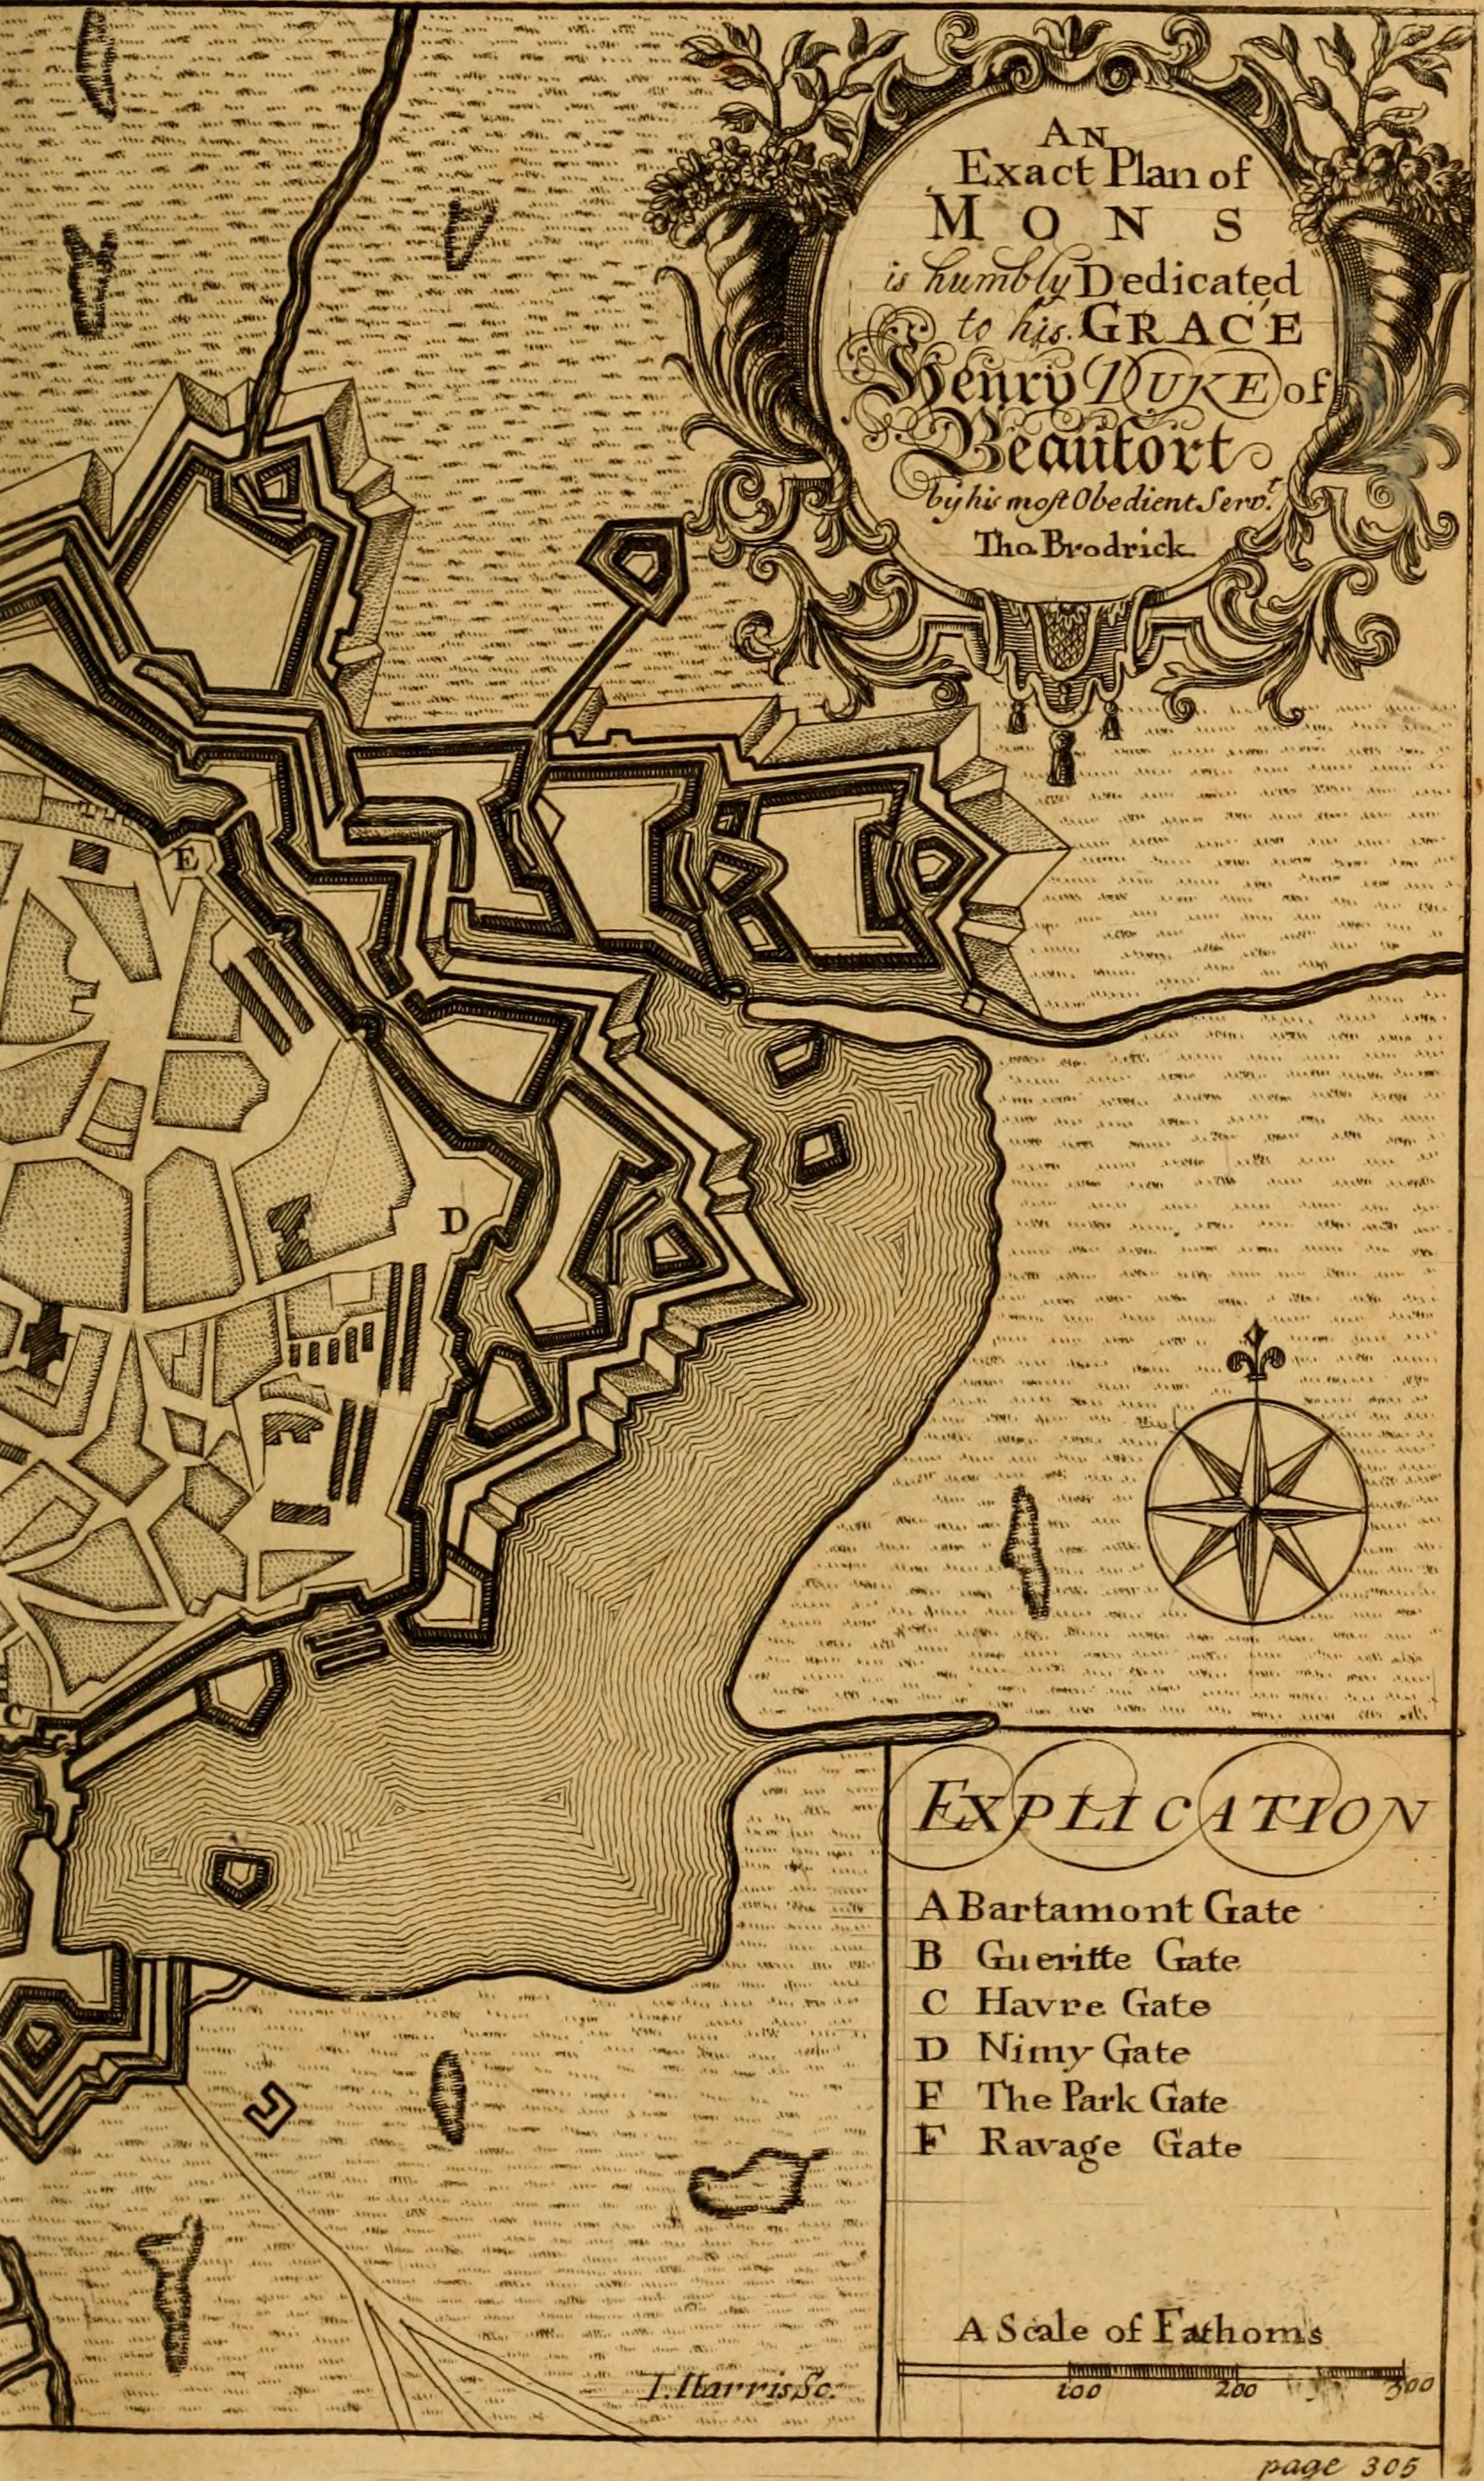 AN
Exact Plan of
MONS
is humbly Dedicated
to his GRACE
Henry DUKE of
Beaufort
by his most Obedient Servt.
Tho. Brodrick
E
D
C
EXPLICATION
A Bartamont Gate
B Gueritte Gate
C Havre Gate
D Nimy Gate
E The Park Gate
F Ravage Gate
A Scale of Fathoms
100 200 300
I. Harris Sc.
page 305